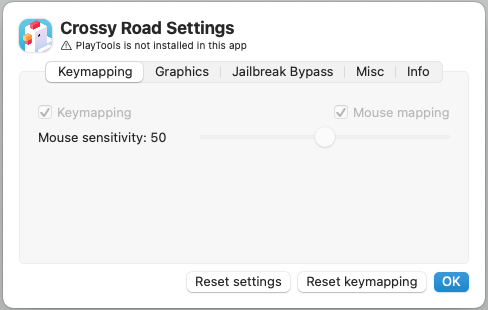 Crossy Road Settings
PlayTools is not installed in this app
Keymapping Graphics Jailbreak Bypass Misc Info
Keymapping Mouse mapping
Mouse sensitivity: 50
Reset settings Reset keymapping OK